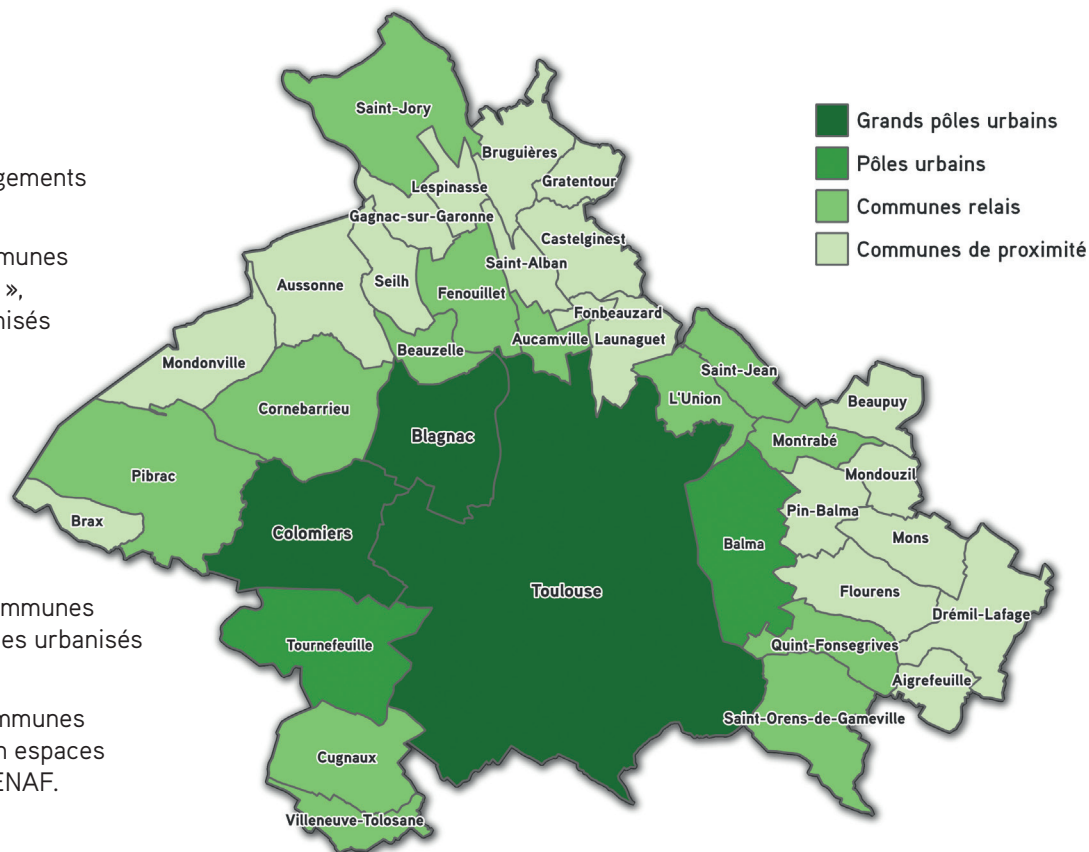 gements
munes
»,
nisés
ommunes
es urbanisés
mmunes
n espaces
ENAF.
Grands pôles urbains
Pôles urbains
Communes relais
Communes de proximité
Saint-Jory
Bruguières
Lespinasse
Gratentour
Gagnac-sur-Garonne
Castelginest
Saint-Alban
Aussonne
Seilh
Fenouillet
Fonbeauzard
Beauzelle
Aucamville
Launaguet
Mondonville
Saint-Jean
L'Union
Beaupuy
Cornebarrieu
Blagnac
Montrabé
Pibrac
Mondouzil
Brax
Pin-Balma
Colomiers
Balma
Mons
Toulouse
Flourens
Drémil-Lafage
Tournefeuille
Quint-Fonsegrives
Aigrefeuille
Saint-Orens-de-Gameville
Cugnaux
Villeneuve-Tolosane